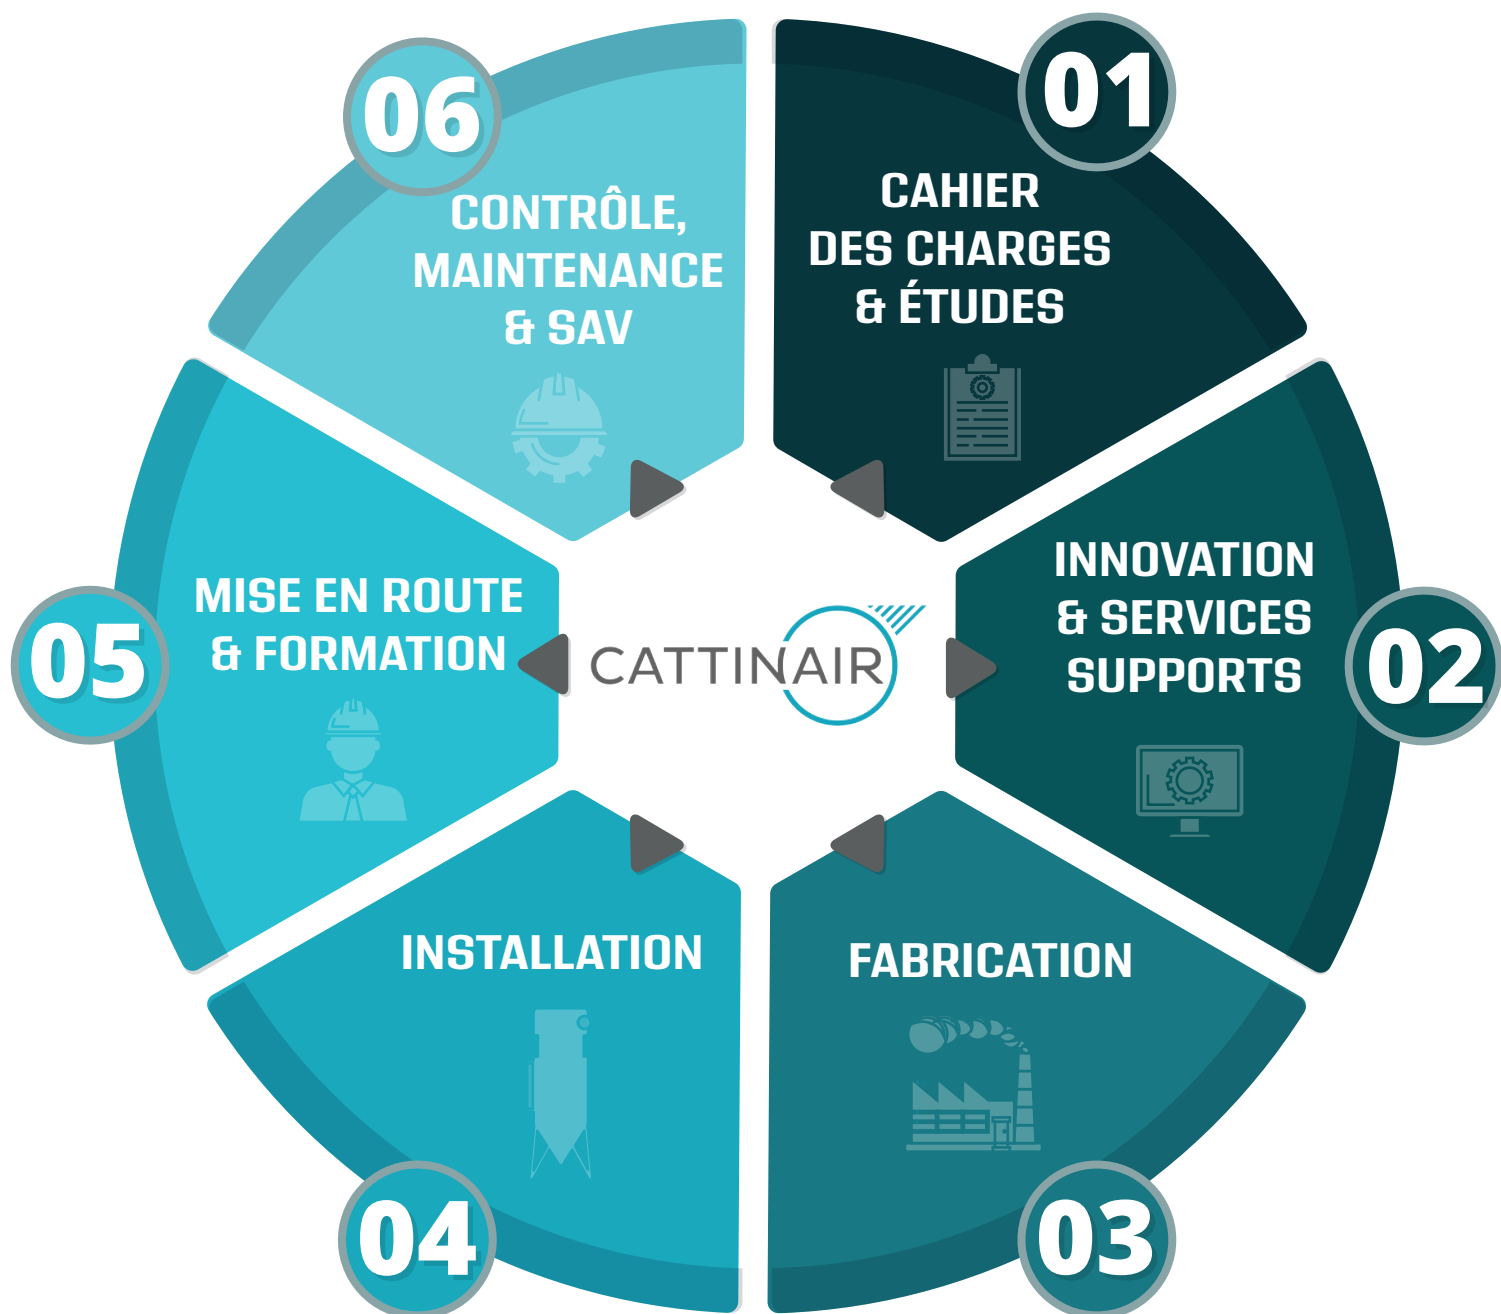 01
CAHIER
DES CHARGES
& ÉTUDES
02
INNOVATION
& SERVICES
SUPPORTS
03
FABRICATION
04
INSTALLATION
05
MISE EN ROUTE
& FORMATION
06
CONTRÔLE,
MAINTENANCE
& SAV
CATTINAIR